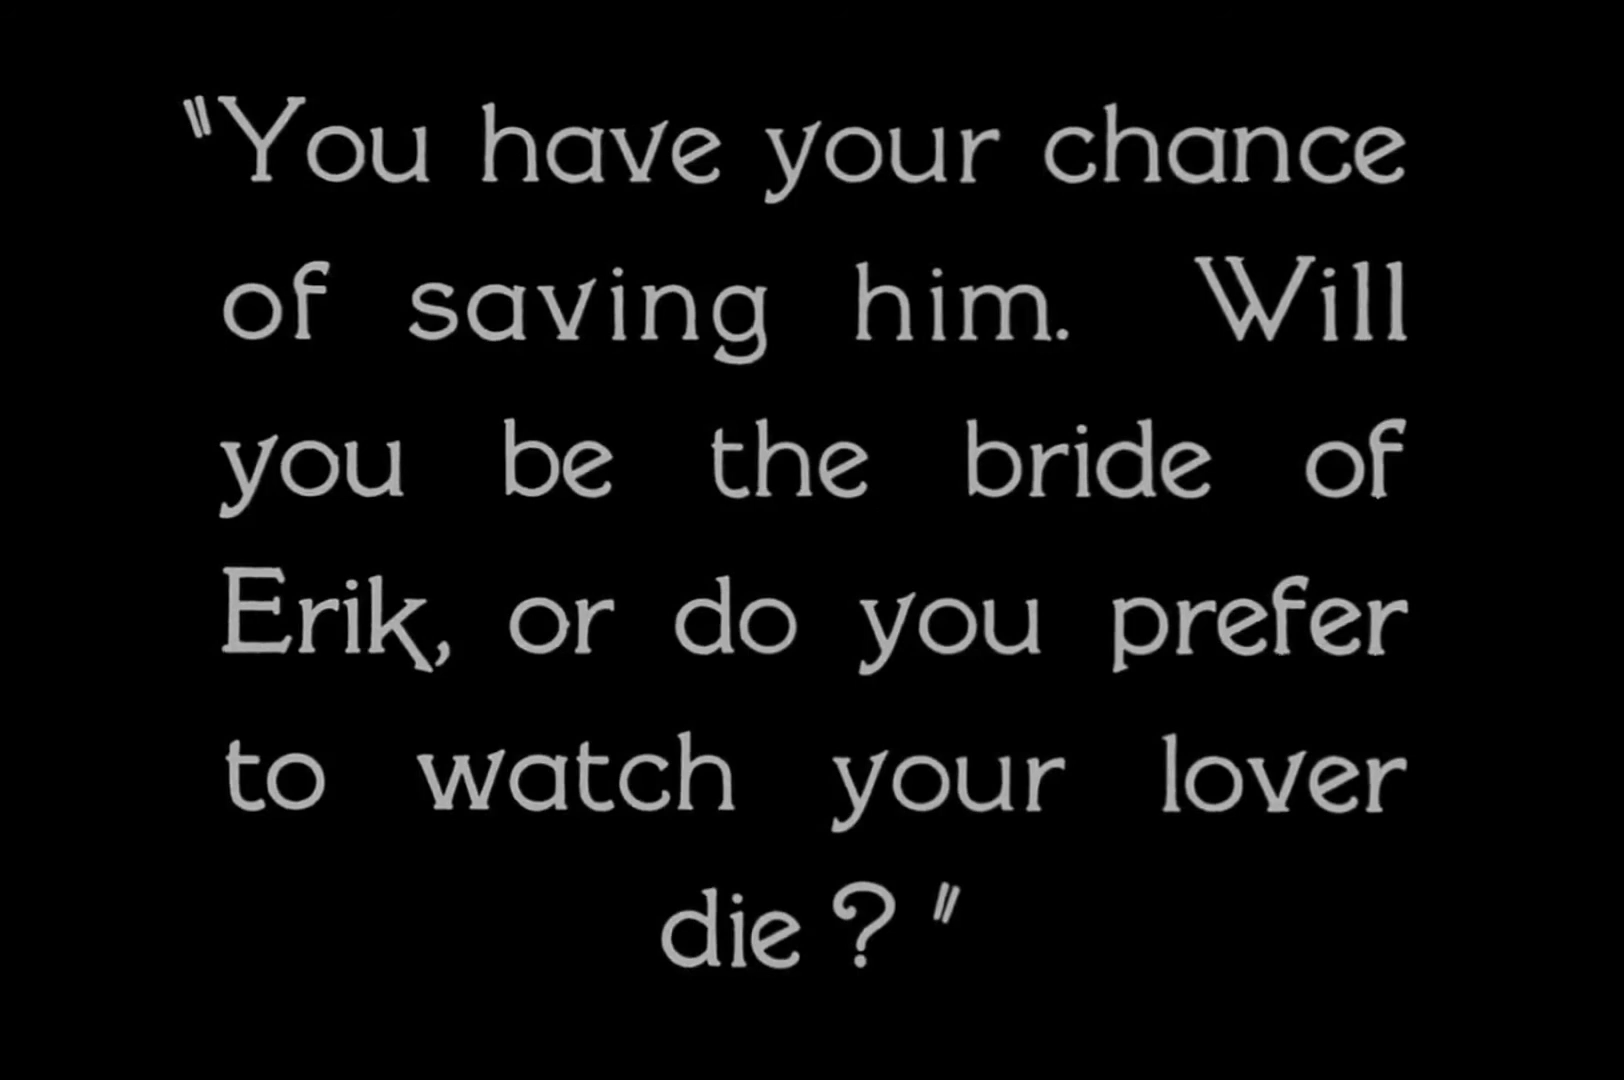 "You have your chance
of saving him. Will
you be the bride of
Erik, or do you prefer
to watch your lover
die?"